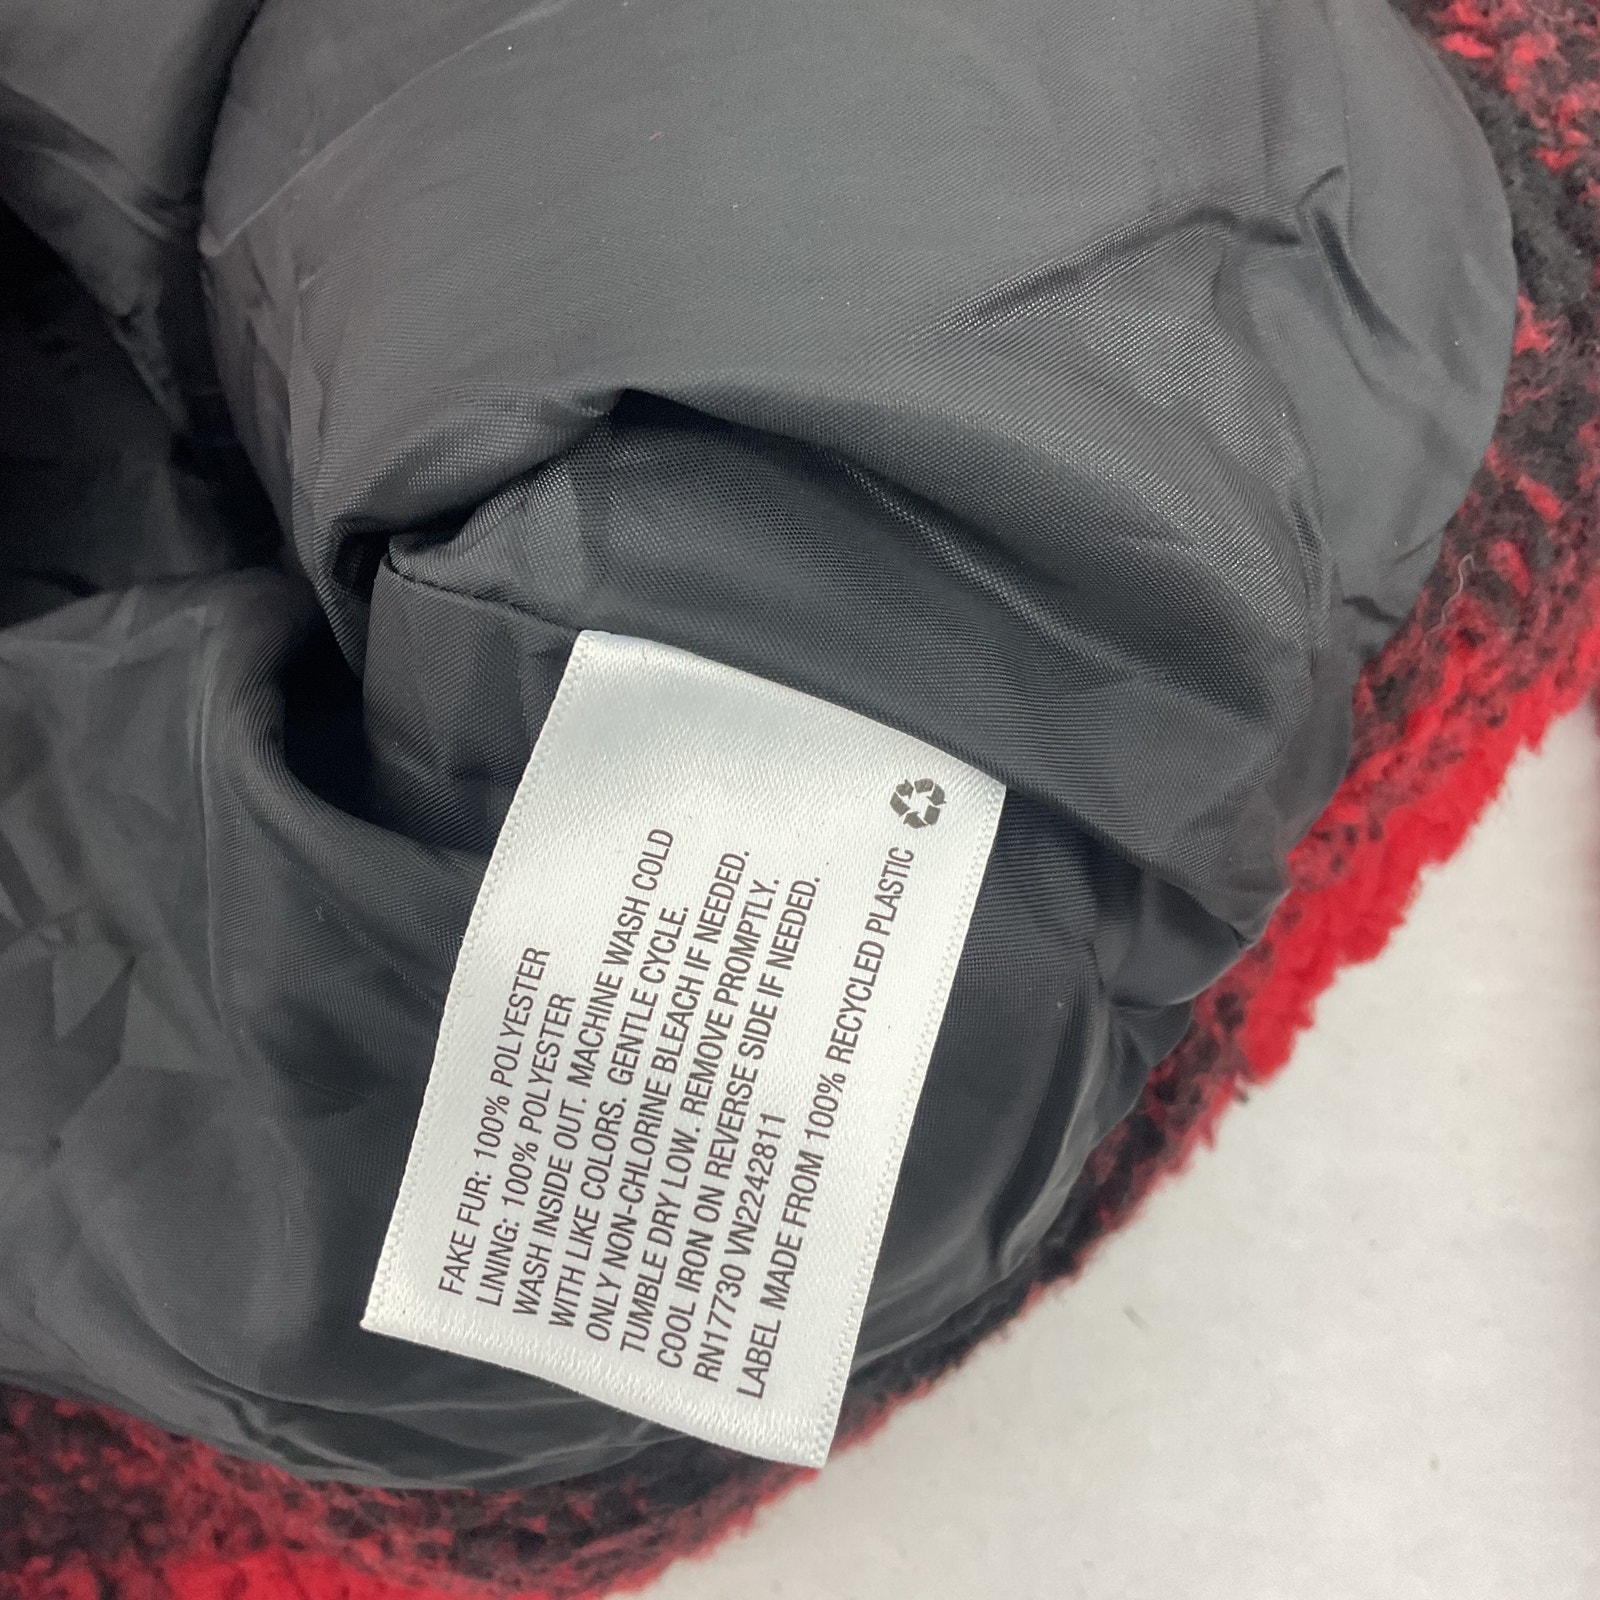 FAKE FUR: 100% POLYESTER
LINING: 100% POLYESTER
WASH INSIDE OUT. MACHINE WASH COLD
WITH LIKE COLORS. GENTLE CYCLE.
ONLY NON-CHLORINE BLEACH IF NEEDED.
TUMBLE DRY LOW. REMOVE PROMPTLY.
COOL IRON ON REVERSE SIDE IF NEEDED.
RN17730 VN2242811
LABEL MADE FROM 100% RECYCLED PLASTIC